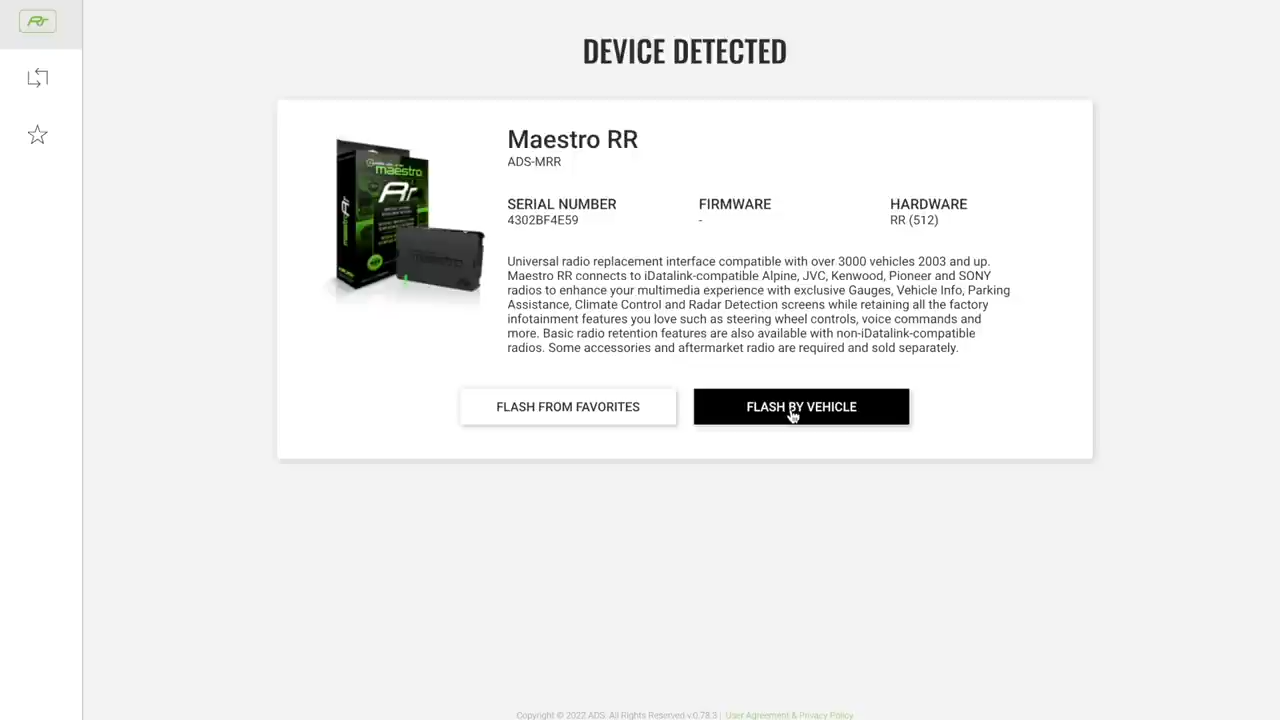 Rr
DEVICE DETECTED
maestro
Rr
Maestro RR
ADS-MRR
SERIAL NUMBER
4302BF4E59
FIRMWARE
-
HARDWARE
RR (512)
Universal radio replacement interface compatible with over 3000 vehicles 2003 and up.
Maestro RR connects to iDatalink-compatible Alpine, JVC, Kenwood, Pioneer and SONY
radios to enhance your multimedia experience with exclusive Gauges, Vehicle Info, Parking
Assistance, Climate Control and Radar Detection screens while retaining all the factory
infotainment features you love such as steering wheel controls, voice commands and
more. Basic radio retention features are also available with non-iDatalink-compatible
radios. Some accessories and aftermarket radio are required and sold separately.
FLASH FROM FAVORITES
FLASH BY VEHICLE
Copyright © 2022 ADS. All Rights Reserved v.0.78.3 | User Agreement & Privacy Policy